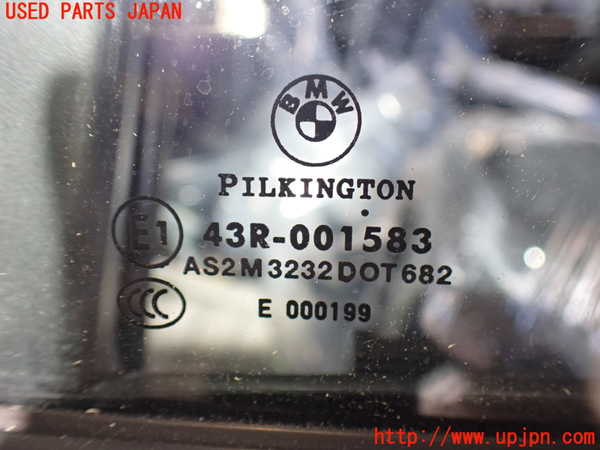 USED PARTS JAPAN
BMW
PILKINGTON
E1 43R-001583
AS2M3232DOT682
CCC E 000199
http://www.upjpn.com/